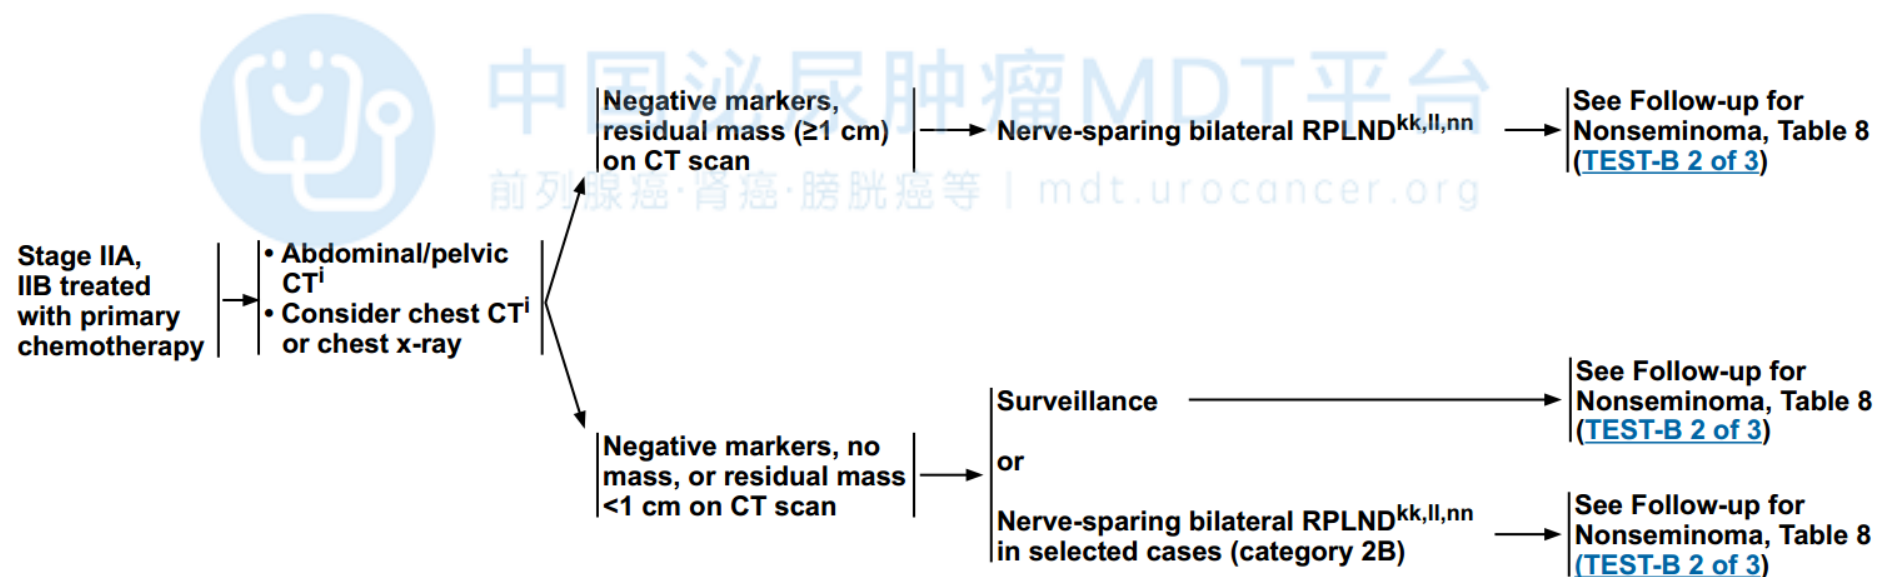 中国泌尿肿瘤MDT平台
前列腺癌·肾癌·膀胱癌等 | mdt.urocancer.org
Stage IIA,
IIB treated
with primary
chemotherapy
• Abdominal/pelvic
CTⁱ
• Consider chest CTⁱ
or chest x-ray
Negative markers,
residual mass (≥1 cm)
on CT scan
Nerve-sparing bilateral RPLNDkk,ll,nn
See Follow-up for
Nonseminoma, Table 8
(TEST-B 2 of 3)
Negative markers, no
mass, or residual mass
<1 cm on CT scan
Surveillance
See Follow-up for
Nonseminoma, Table 8
(TEST-B 2 of 3)
or
Nerve-sparing bilateral RPLNDkk,ll,nn
in selected cases (category 2B)
See Follow-up for
Nonseminoma, Table 8
(TEST-B 2 of 3)